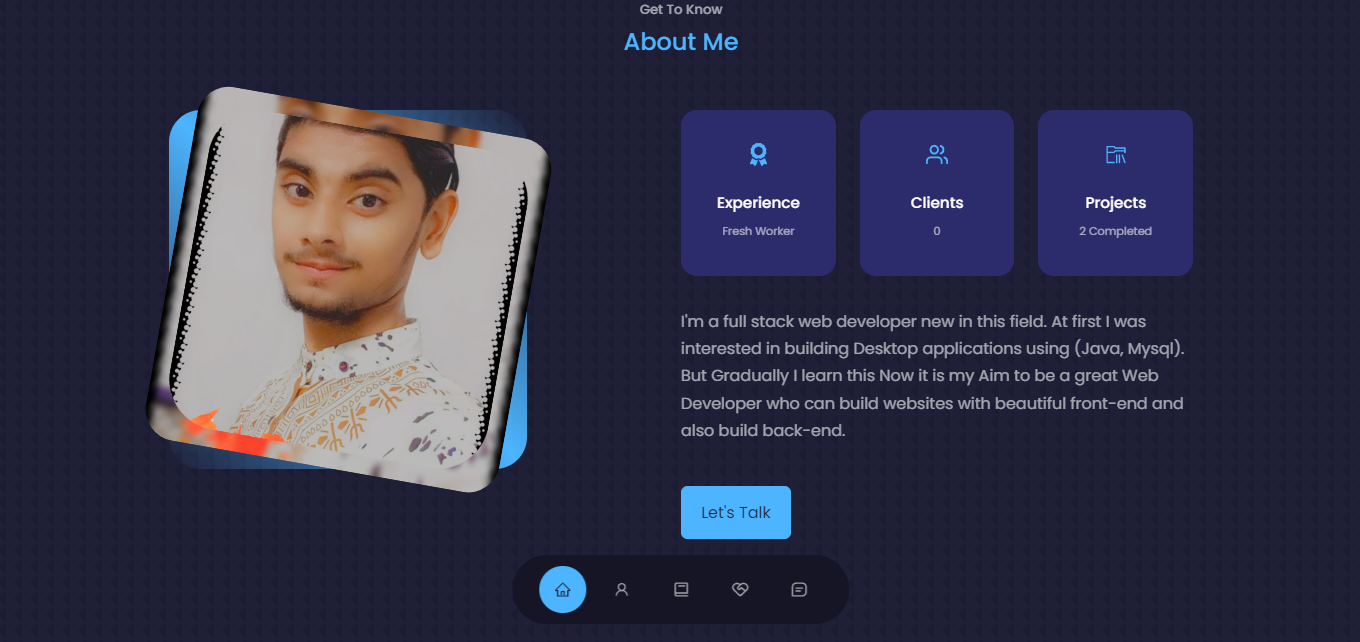 Get To Know
About Me
Experience
Fresh Worker
Clients
0
Projects
2 Completed
I'm a full stack web developer new in this field. At first I was
interested in building Desktop applications using (Java, Mysql).
But Gradually I learn this Now it is my Aim to be a great Web
Developer who can build websites with beautiful front-end and
also build back-end.
Let's Talk